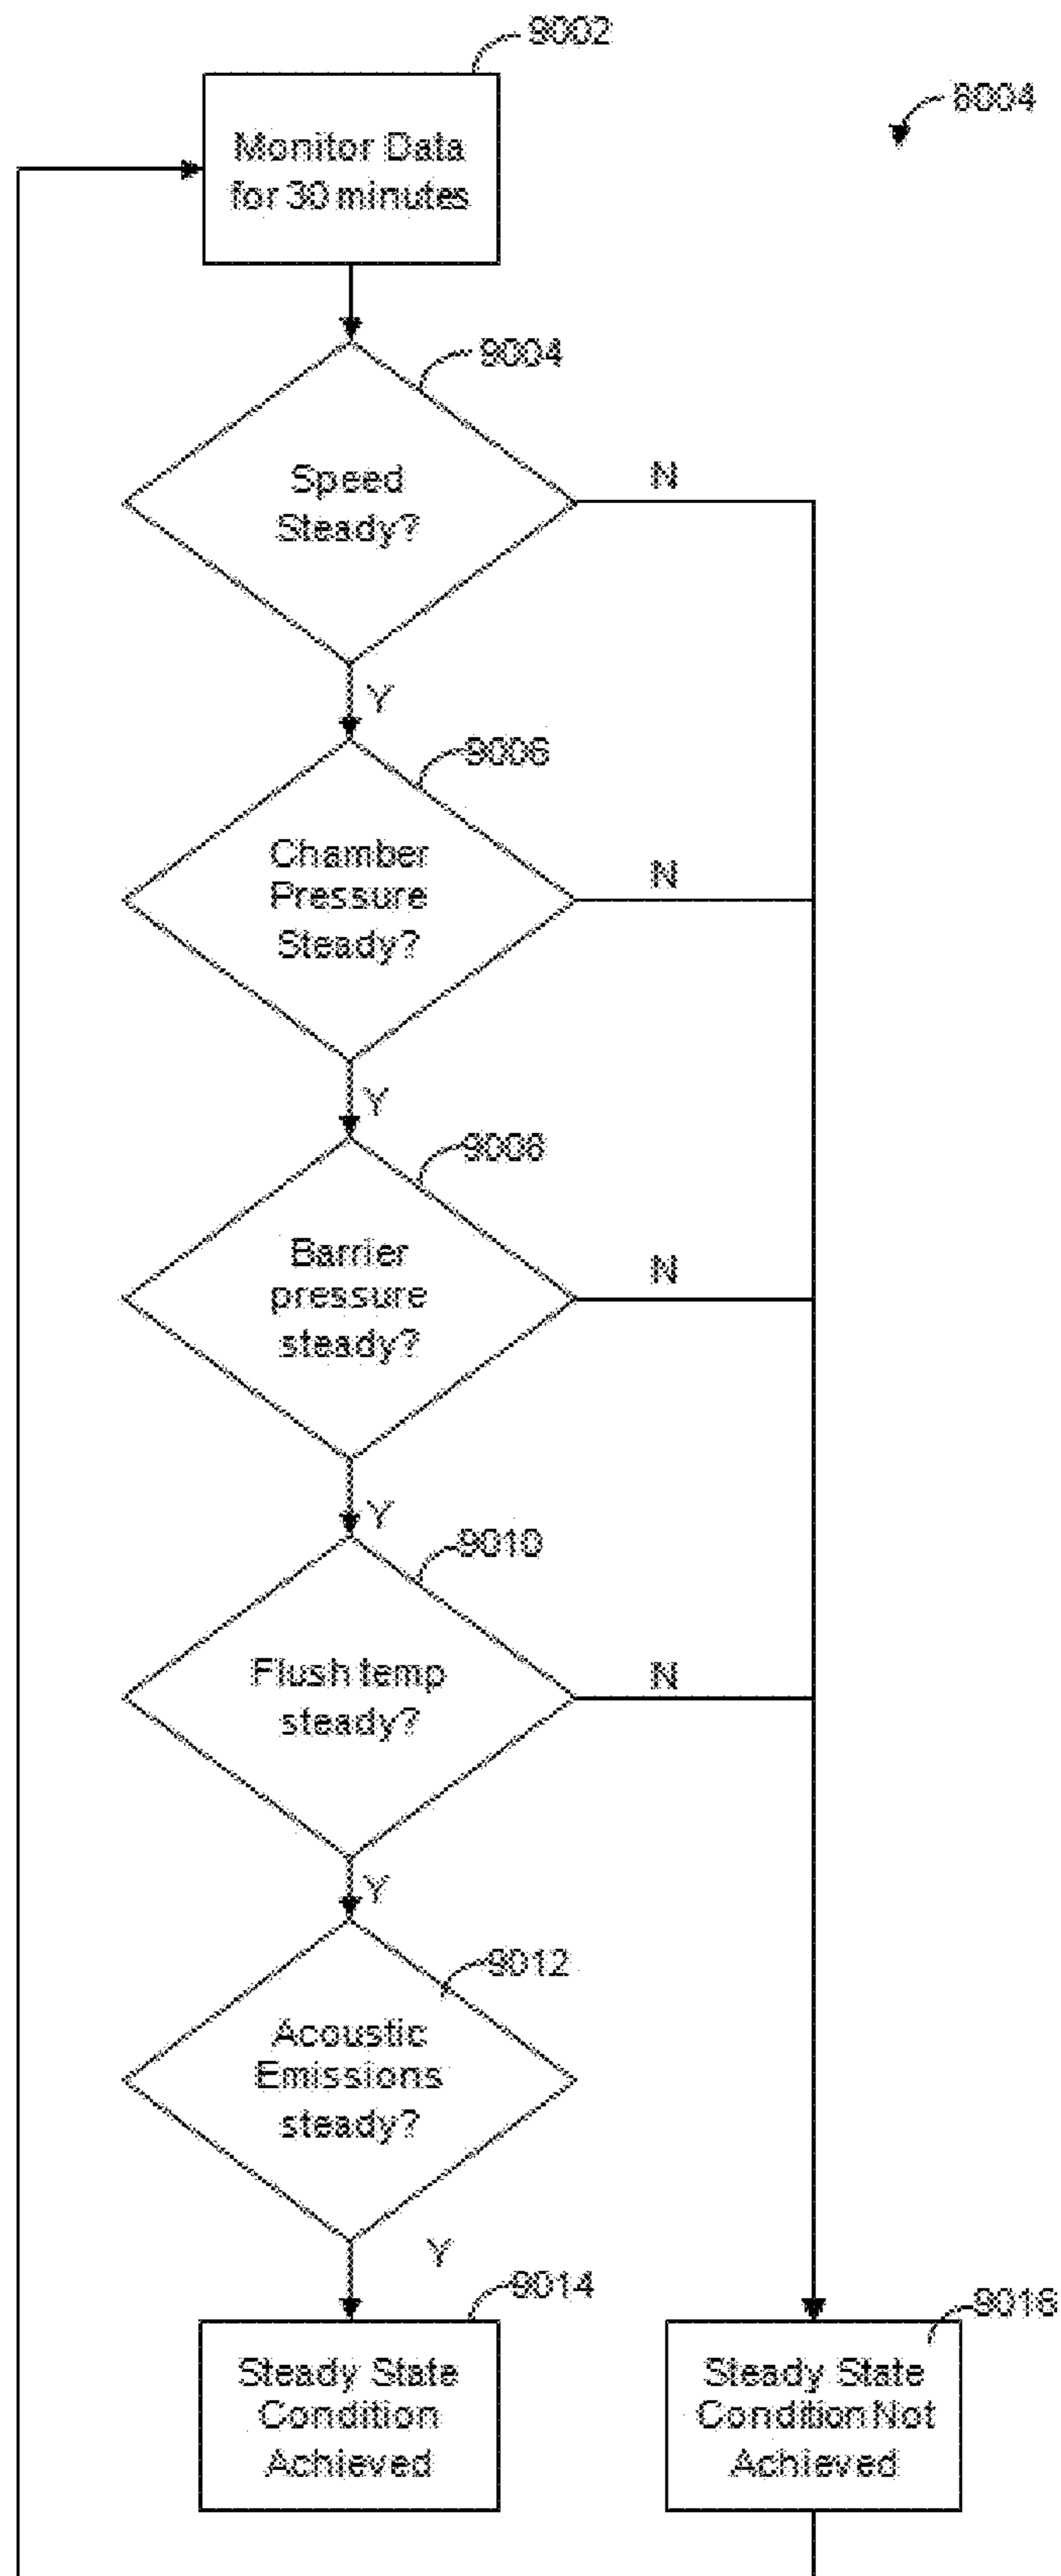 9002
8004
Monitor Data
for 30 minutes
9004
Speed
Steady?
N
Y
9006
Chamber
Pressure
Steady?
N
Y
9008
Barrier
pressure
steady?
N
Y
9010
Flush temp
steady?
N
Y
9012
Acoustic
Emissions
steady?
Y
9014
9016
Steady State
Condition
Achieved
Steady State
Condition Not
Achieved